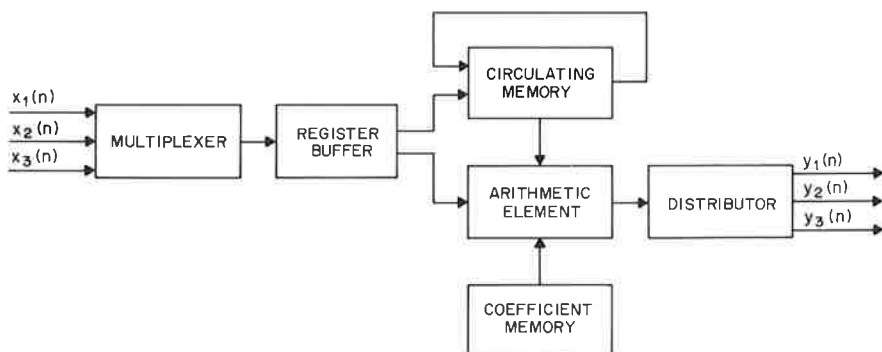 x1(n)
x2(n)
x3(n)
MULTIPLEXER
REGISTER
BUFFER
CIRCULATING
MEMORY
ARITHMETIC
ELEMENT
COEFFICIENT
MEMORY
DISTRIBUTOR
y1(n)
y2(n)
y3(n)